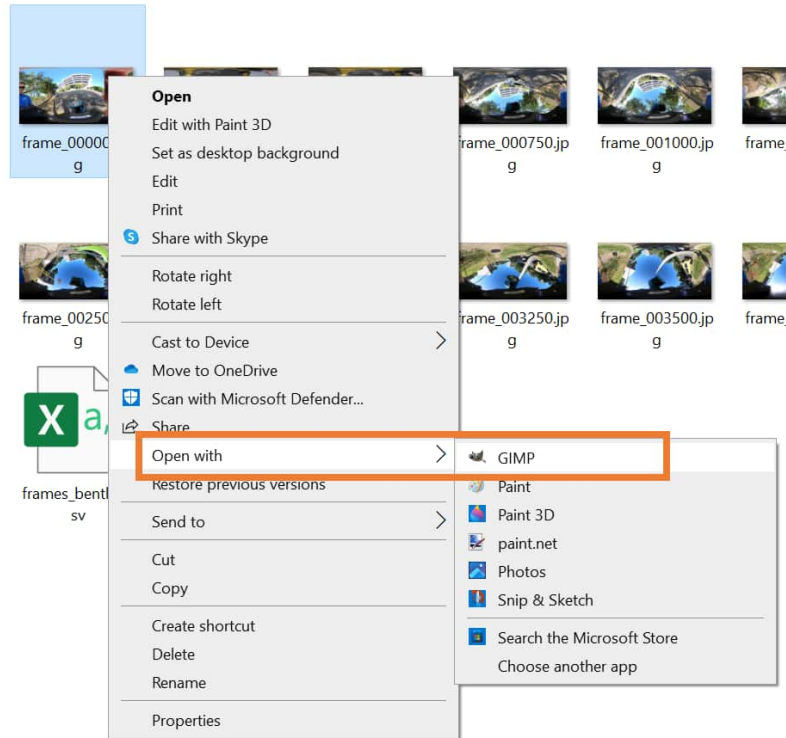 Open
Edit with Paint 3D
Set as desktop background
Edit
Print
Share with Skype
Rotate right
Rotate left
Cast to Device
Move to OneDrive
Scan with Microsoft Defender...
Share
Open with
Restore previous versions
Send to
Cut
Copy
Create shortcut
Delete
Rename
Properties
GIMP
Paint
Paint 3D
paint.net
Photos
Snip & Sketch
Search the Microsoft Store
Choose another app
frame_00000
g
frame_000750.jp
g
frame_001000.jp
g
frame_
frame_00250
g
frame_003250.jp
g
frame_003500.jp
g
frame_
X a,
frames_bentl
sv